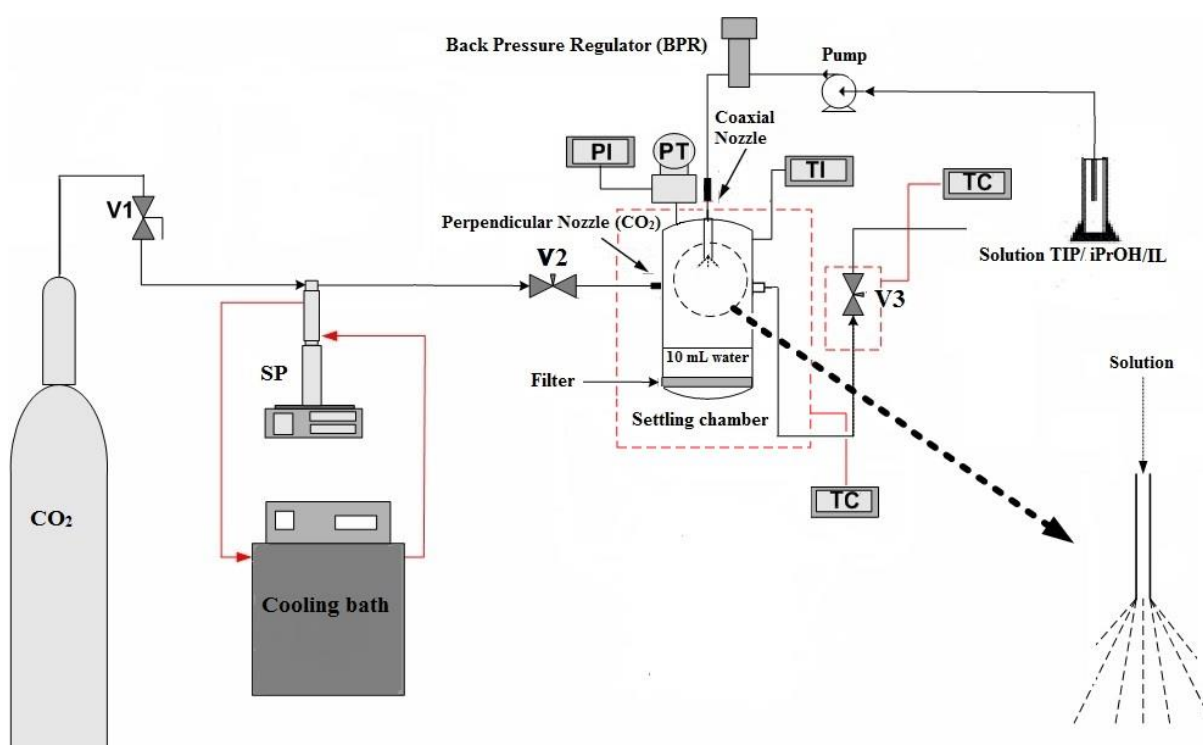 Back Pressure Regulator (BPR)
Pump
Coaxial
Nozzle
PI
PT
TI
TC
V1
Perpendicular Nozzle (CO₂)
Solution TIP/ iPrOH/IL
V2
V3
10 mL water
Solution
SP
Filter
Settling chamber
TC
CO₂
Cooling bath